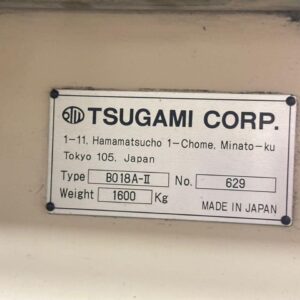 TSUGAMI CORP.
1-11, Hamamatsucho 1-Chome, Minato-ku
Tokyo 105, Japan
Type B018A-II No. 629
Weight 1600 Kg
MADE IN JAPAN